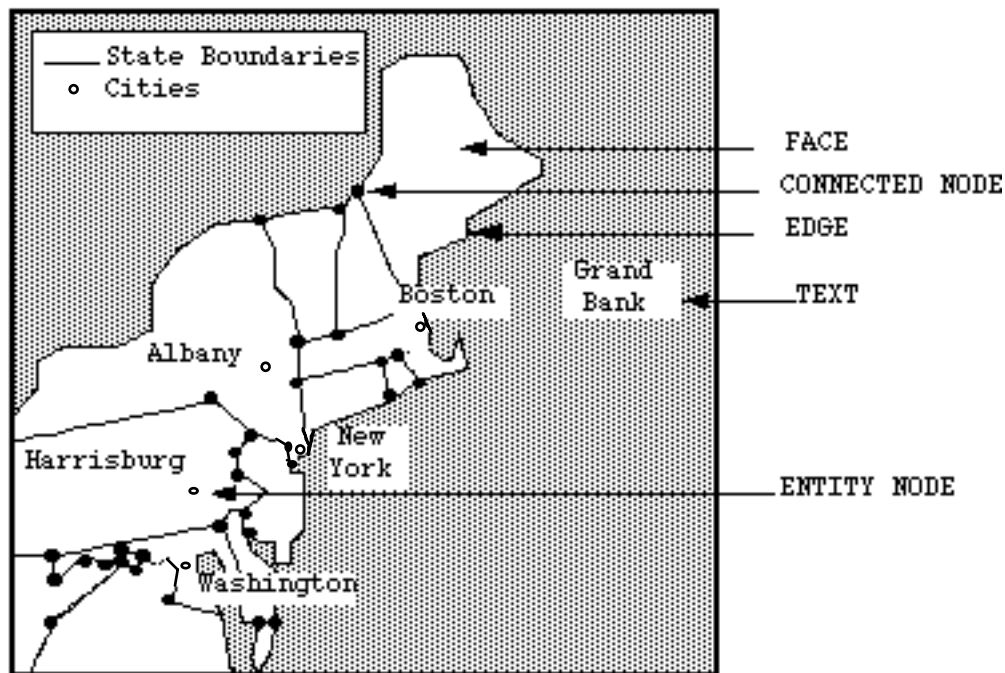 State Boundaries
Cities
FACE
CONNECTED NODE
EDGE
Grand
Bank
TEXT
Boston
Albany
New
York
Harrisburg
ENTITY NODE
Washington